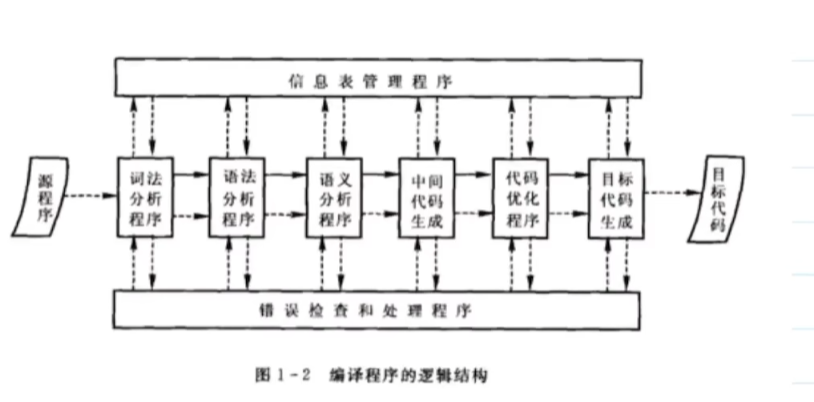 信息表管理程序
源程序
词法分析程序
语法分析程序
语义分析程序
中间代码生成
代码优化程序
目标代码生成
目标代码
错误检查和处理程序
图1-2 编译程序的逻辑结构